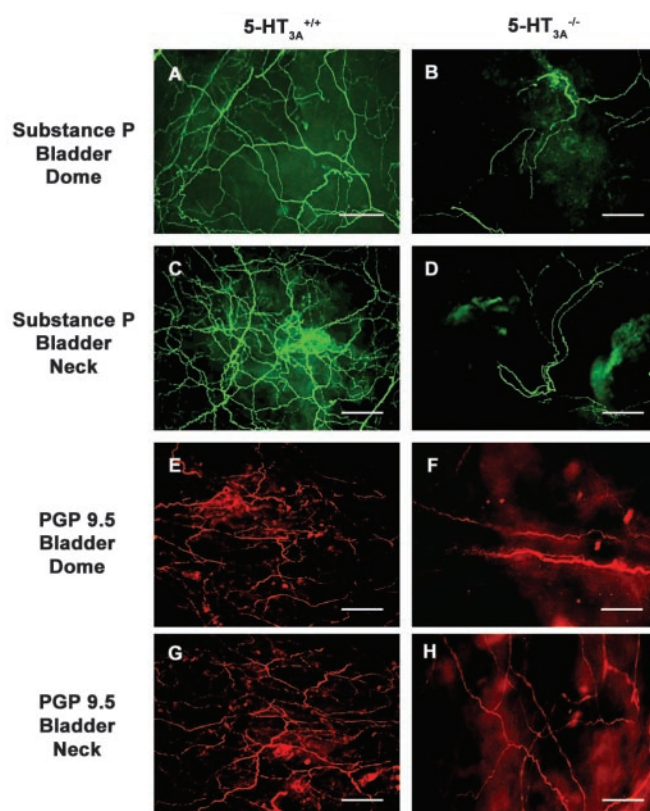 5-HT₃A⁺/⁺ 5-HT₃A⁻/⁻
A B
Substance P
Bladder
Dome
C D
Substance P
Bladder
Neck
E F
PGP 9.5
Bladder
Dome
G H
PGP 9.5
Bladder
Neck